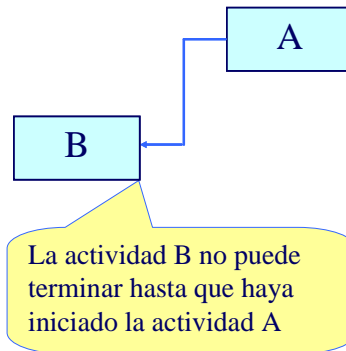 A
B
La actividad B no puede
terminar hasta que haya
iniciado la actividad A